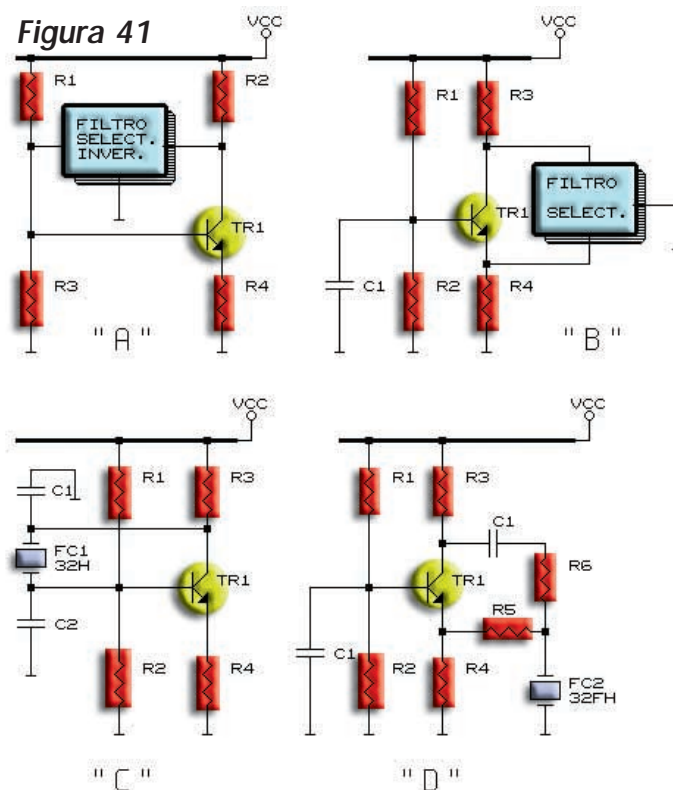 Figura 41
VCC
R1
R2
FILTRO
SELECT.
INVER.
TR1
R3
R4
"A"
VCC
R1
R3
FILTRO
SELECT.
TR1
C1
R2
R4
"B"
VCC
R1
R3
C1
FC1
32H
TR1
C2
R2
R4
"C"
VCC
R1
R3
C1
R6
TR1
R5
C1
R2
R4
FC2
32FH
"D"